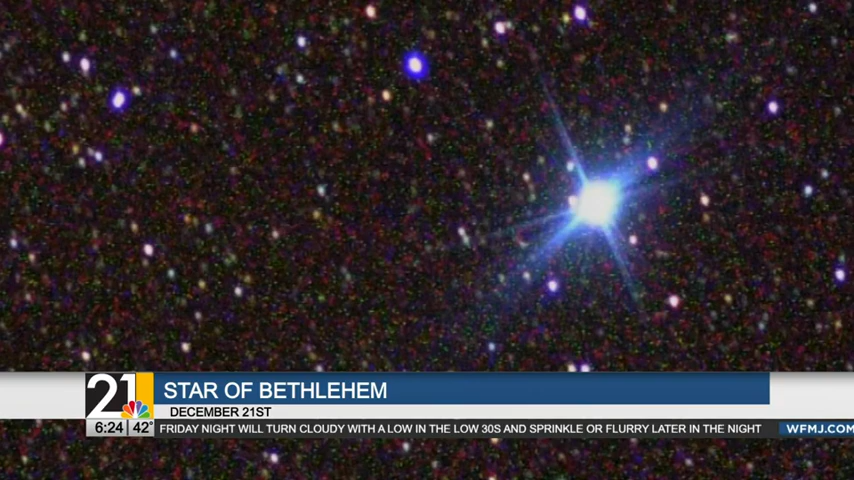 21
STAR OF BETHLEHEM
DECEMBER 21ST
6:24 42° FRIDAY NIGHT WILL TURN CLOUDY WITH A LOW IN THE LOW 30S AND SPRINKLE OR FLURRY LATER IN THE NIGHT WFMJ.COM